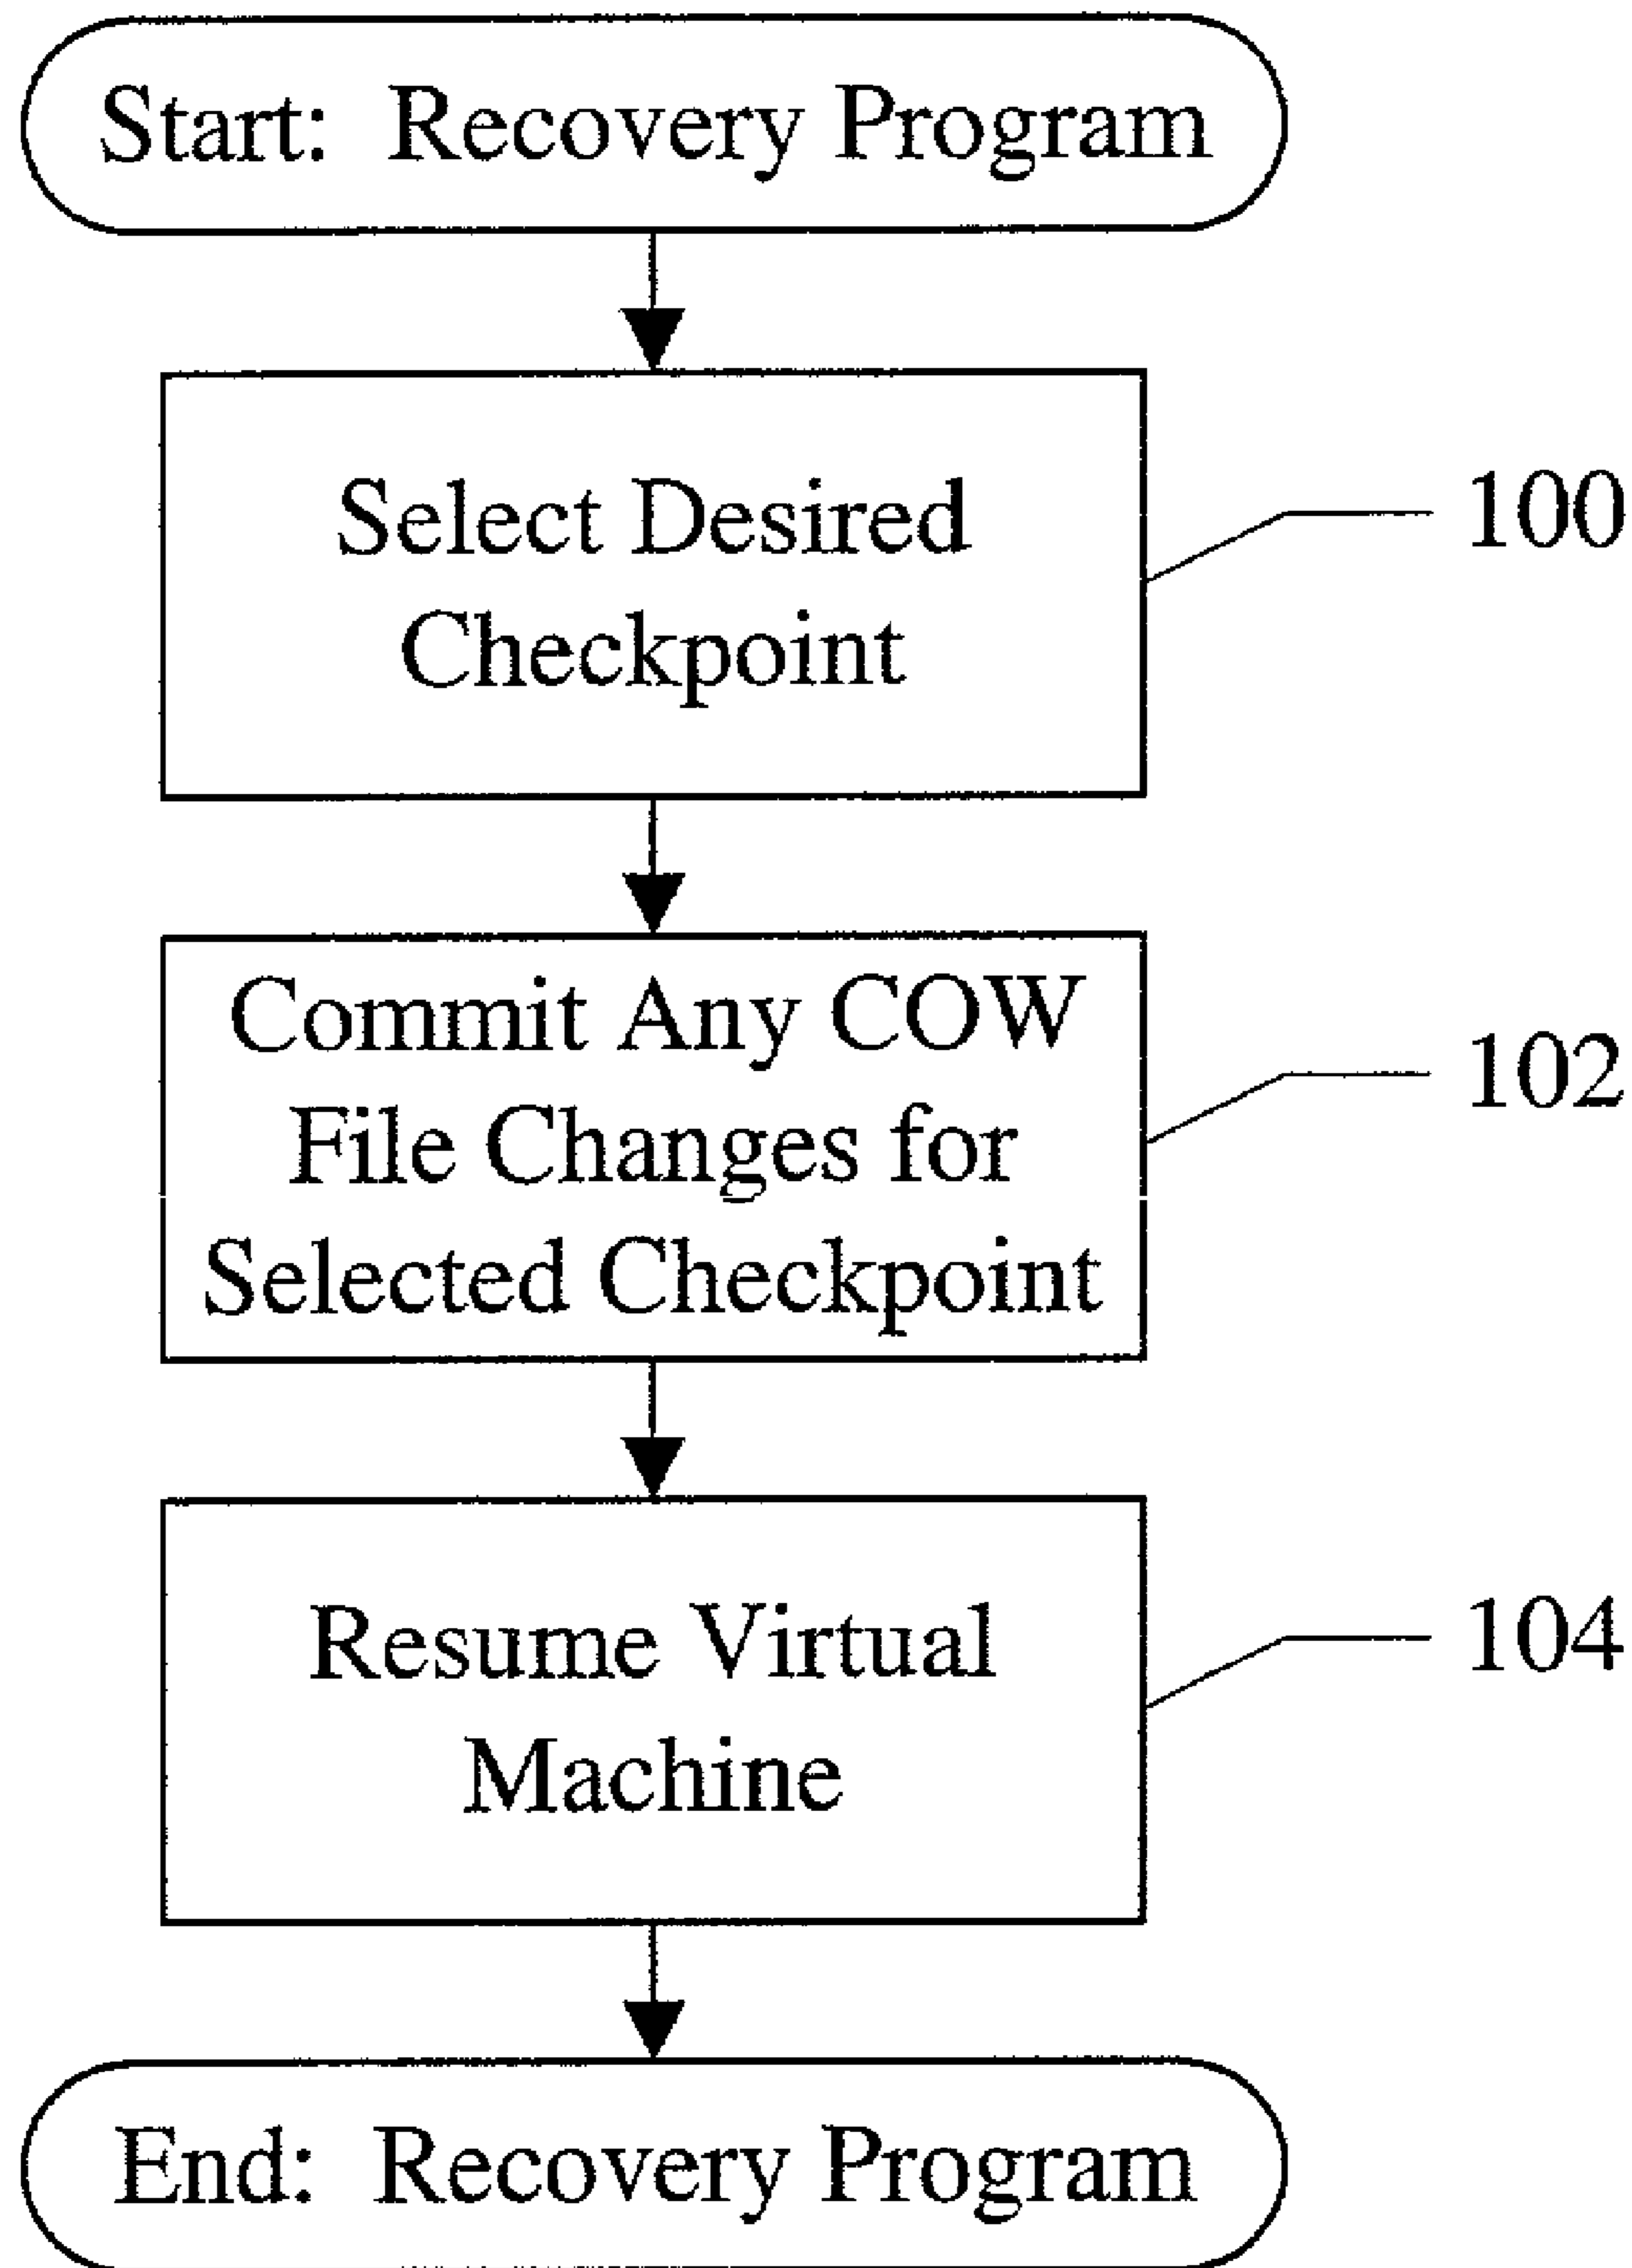 Start: Recovery Program
Select Desired
Checkpoint
100
Commit Any COW
File Changes for
Selected Checkpoint
102
Resume Virtual
Machine
104
End: Recovery Program